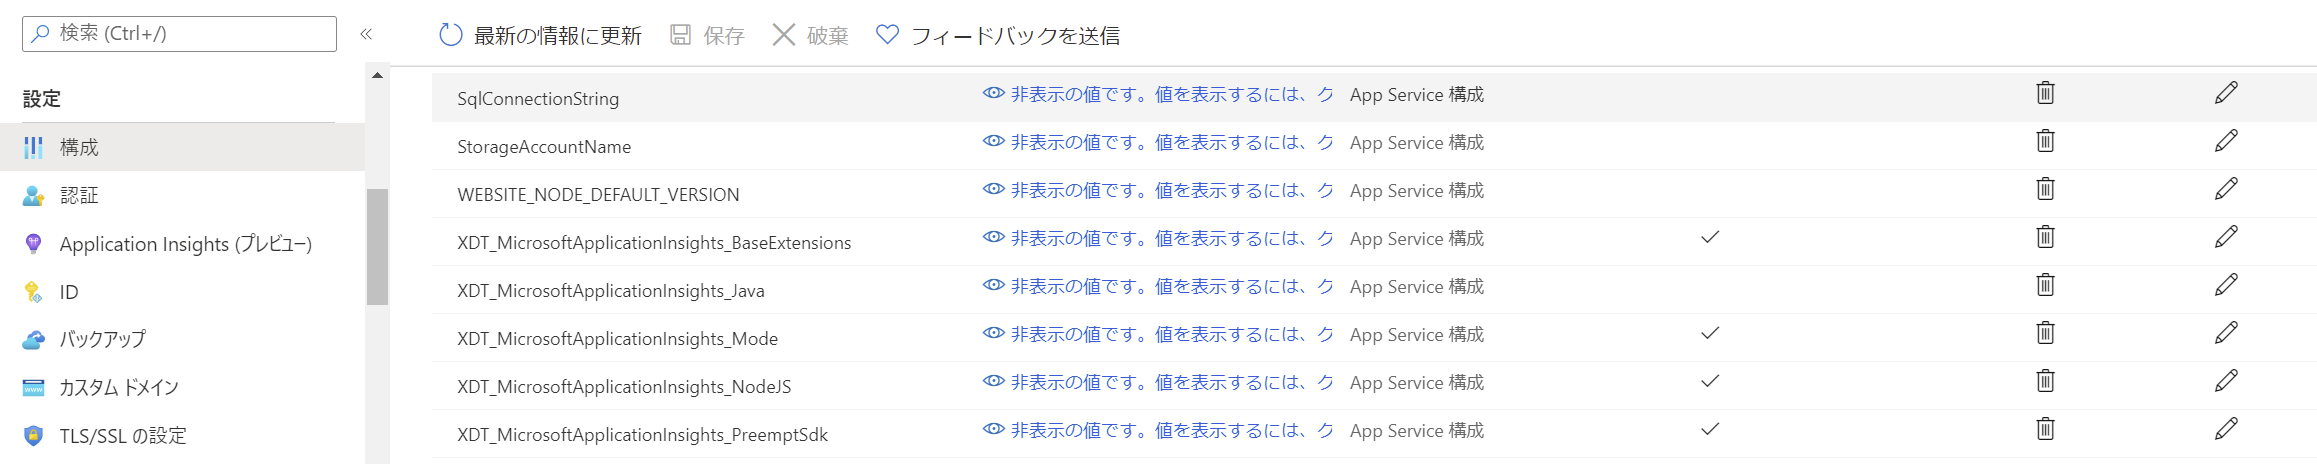 検索 (Ctrl+/)
«
最新の情報に更新
保存
破棄
フィードバックを送信
設定
構成
認証
Application Insights (プレビュー)
ID
バックアップ
カスタム ドメイン
TLS/SSL の設定
SqlConnectionString 非表示の値です。値を表示するには、ク App Service 構成
StorageAccountName 非表示の値です。値を表示するには、ク App Service 構成
WEBSITE_NODE_DEFAULT_VERSION 非表示の値です。値を表示するには、ク App Service 構成
XDT_MicrosoftApplicationInsights_BaseExtensions 非表示の値です。値を表示するには、ク App Service 構成
XDT_MicrosoftApplicationInsights_Java 非表示の値です。値を表示するには、ク App Service 構成
XDT_MicrosoftApplicationInsights_Mode 非表示の値です。値を表示するには、ク App Service 構成
XDT_MicrosoftApplicationInsights_NodeJS 非表示の値です。値を表示するには、ク App Service 構成
XDT_MicrosoftApplicationInsights_PreemptSdk 非表示の値です。値を表示するには、ク App Service 構成